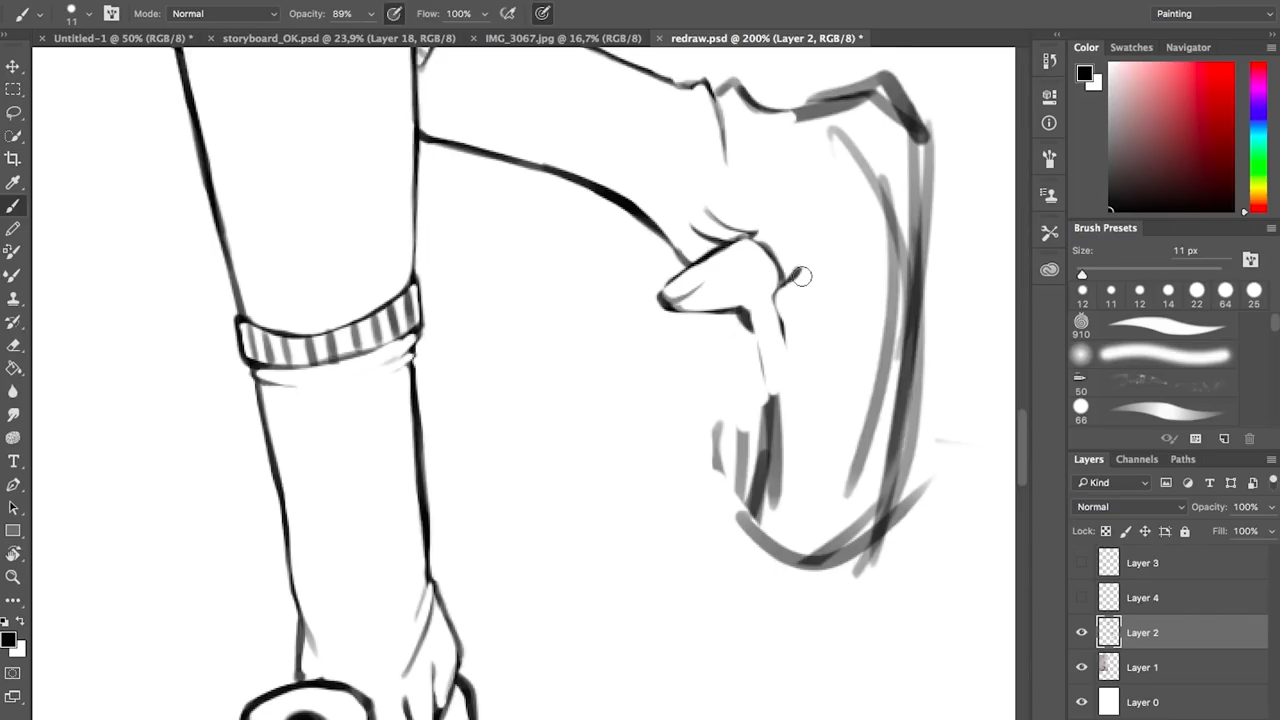 11 Mode: Normal Opacity: 89% Flow: 100% Painting
Untitled-1 @ 50% (RGB/8) * × storyboard_OK.psd @ 23,9% (Layer 18, RGB/8) × IMG_3067.jpg @ 16,7% (RGB/8) × redraw.psd @ 200% (Layer 2, RGB/8) *
Color Swatches Navigator
Brush Presets
Size: 11 px
12 11 12 14 22 64 25
910
50
66
Layers Channels Paths
Kind
Normal Opacity: 100%
Lock: Fill: 100%
Layer 3
Layer 4
Layer 2
Layer 1
Layer 0